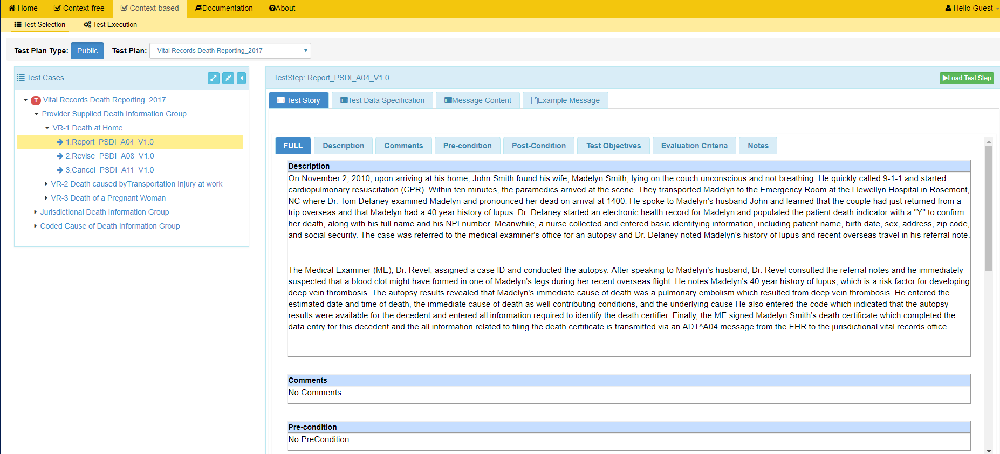 Home
Context-free
Context-based
Documentation
About
Hello Guest
Test Selection
Test Execution
Test Plan Type:
Public
Test Plan:
Vital Records Death Reporting_2017
Test Cases
T
Vital Records Death Reporting_2017
Provider Supplied Death Information Group
VR-1 Death at Home
1.Report_PSDI_A04_V1.0
2.Revise_PSDI_A08_V1.0
3.Cancel_PSDI_A11_V1.0
VR-2 Death caused byTransportation Injury at work
VR-3 Death of a Pregnant Woman
Jurisdictional Death Information Group
Coded Cause of Death Information Group
TestStep: Report_PSDI_A04_V1.0
Load Test Step
Test Story
Test Data Specification
Message Content
Example Message
FULL
Description
Comments
Pre-condition
Post-Condition
Test Objectives
Evaluation Criteria
Notes
Description
On November 2, 2010, upon arriving at his home, John Smith found his wife, Madelyn Smith, lying on the couch unconscious and not breathing. He quickly called 9-1-1 and started
cardiopulmonary resuscitation (CPR). Within ten minutes, the paramedics arrived at the scene. They transported Madelyn to the Emergency Room at the Llewellyn Hospital in Rosemont,
NC where Dr. Tom Delaney examined Madelyn and pronounced her dead on arrival at 1400. He spoke to Madelyn's husband John and learned that the couple had just returned from a
trip overseas and that Madelyn had a 40 year history of lupus. Dr. Delaney started an electronic health record for Madelyn and populated the patient death indicator with a "Y" to confirm
her death, along with his full name and his NPI number. Meanwhile, a nurse collected and entered basic identifying information, including patient name, birth date, sex, address, zip code,
and social security. The case was referred to the medical examiner's office for an autopsy and Dr. Delaney noted Madelyn's history of lupus and recent overseas travel in his referral note.
The Medical Examiner (ME), Dr. Revel, assigned a case ID and conducted the autopsy. After speaking to Madelyn's husband, Dr. Revel consulted the referral notes and he immediately
suspected that a blood clot might have formed in one of Madelyn's legs during her recent overseas flight. He notes Madelyn's 40 year history of lupus, which is a risk factor for developing
deep vein thrombosis. The autopsy results revealed that Madelyn's immediate cause of death was a pulmonary embolism which resulted from deep vein thrombosis. He entered the
estimated date and time of death, the immediate cause of death as well contributing conditions, and the underlying cause He also entered the code which indicated that the autopsy
results were available for the decedent and entered all information required to identify the death certifier. Finally, the ME signed Madelyn Smith's death certificate which completed the
data entry for this decedent and the all information related to filing the death certificate is transmitted via an ADT^A04 message from the EHR to the jurisdictional vital records office.
Comments
No Comments
Pre-condition
No PreCondition